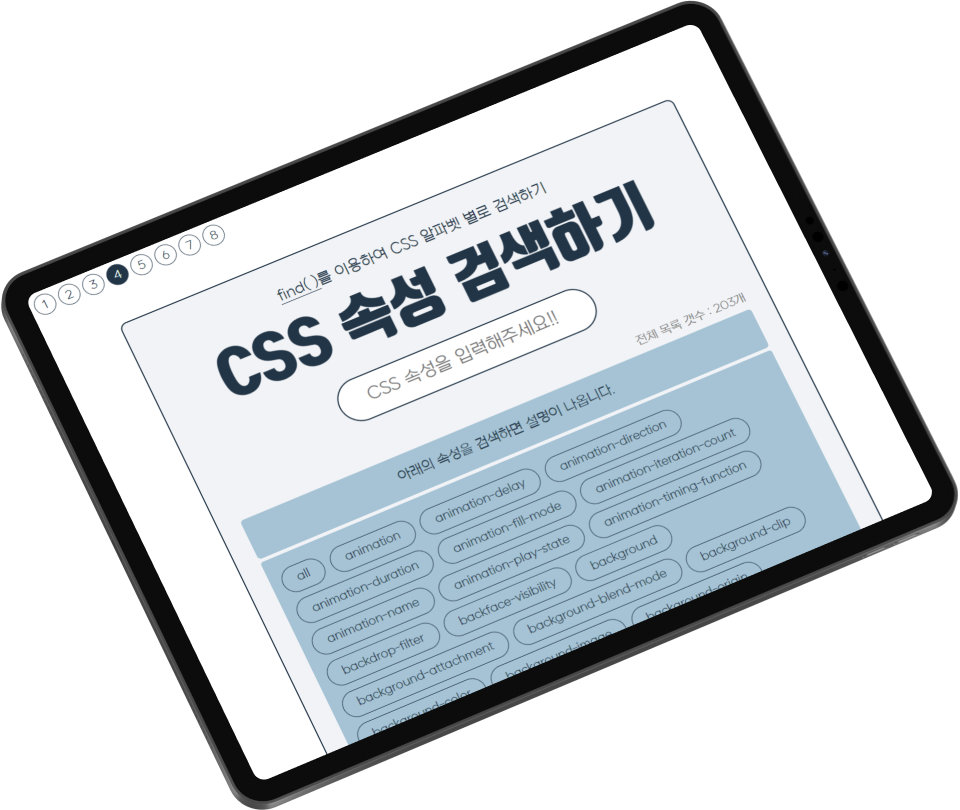 1 2 3 4 5 6 7 8
find( )를 이용하여 CSS 알파벳 별로 검색하기
CSS 속성 검색하기
CSS 속성을 입력해주세요!!
전체 목록 갯수 : 203개
아래의 속성을 검색하면 설명이 나옵니다.
all animation animation-delay animation-direction
animation-duration animation-fill-mode animation-iteration-count
animation-name animation-play-state animation-timing-function
backdrop-filter backface-visibility background
background-attachment background-blend-mode background-clip
background-color background-image background-origin